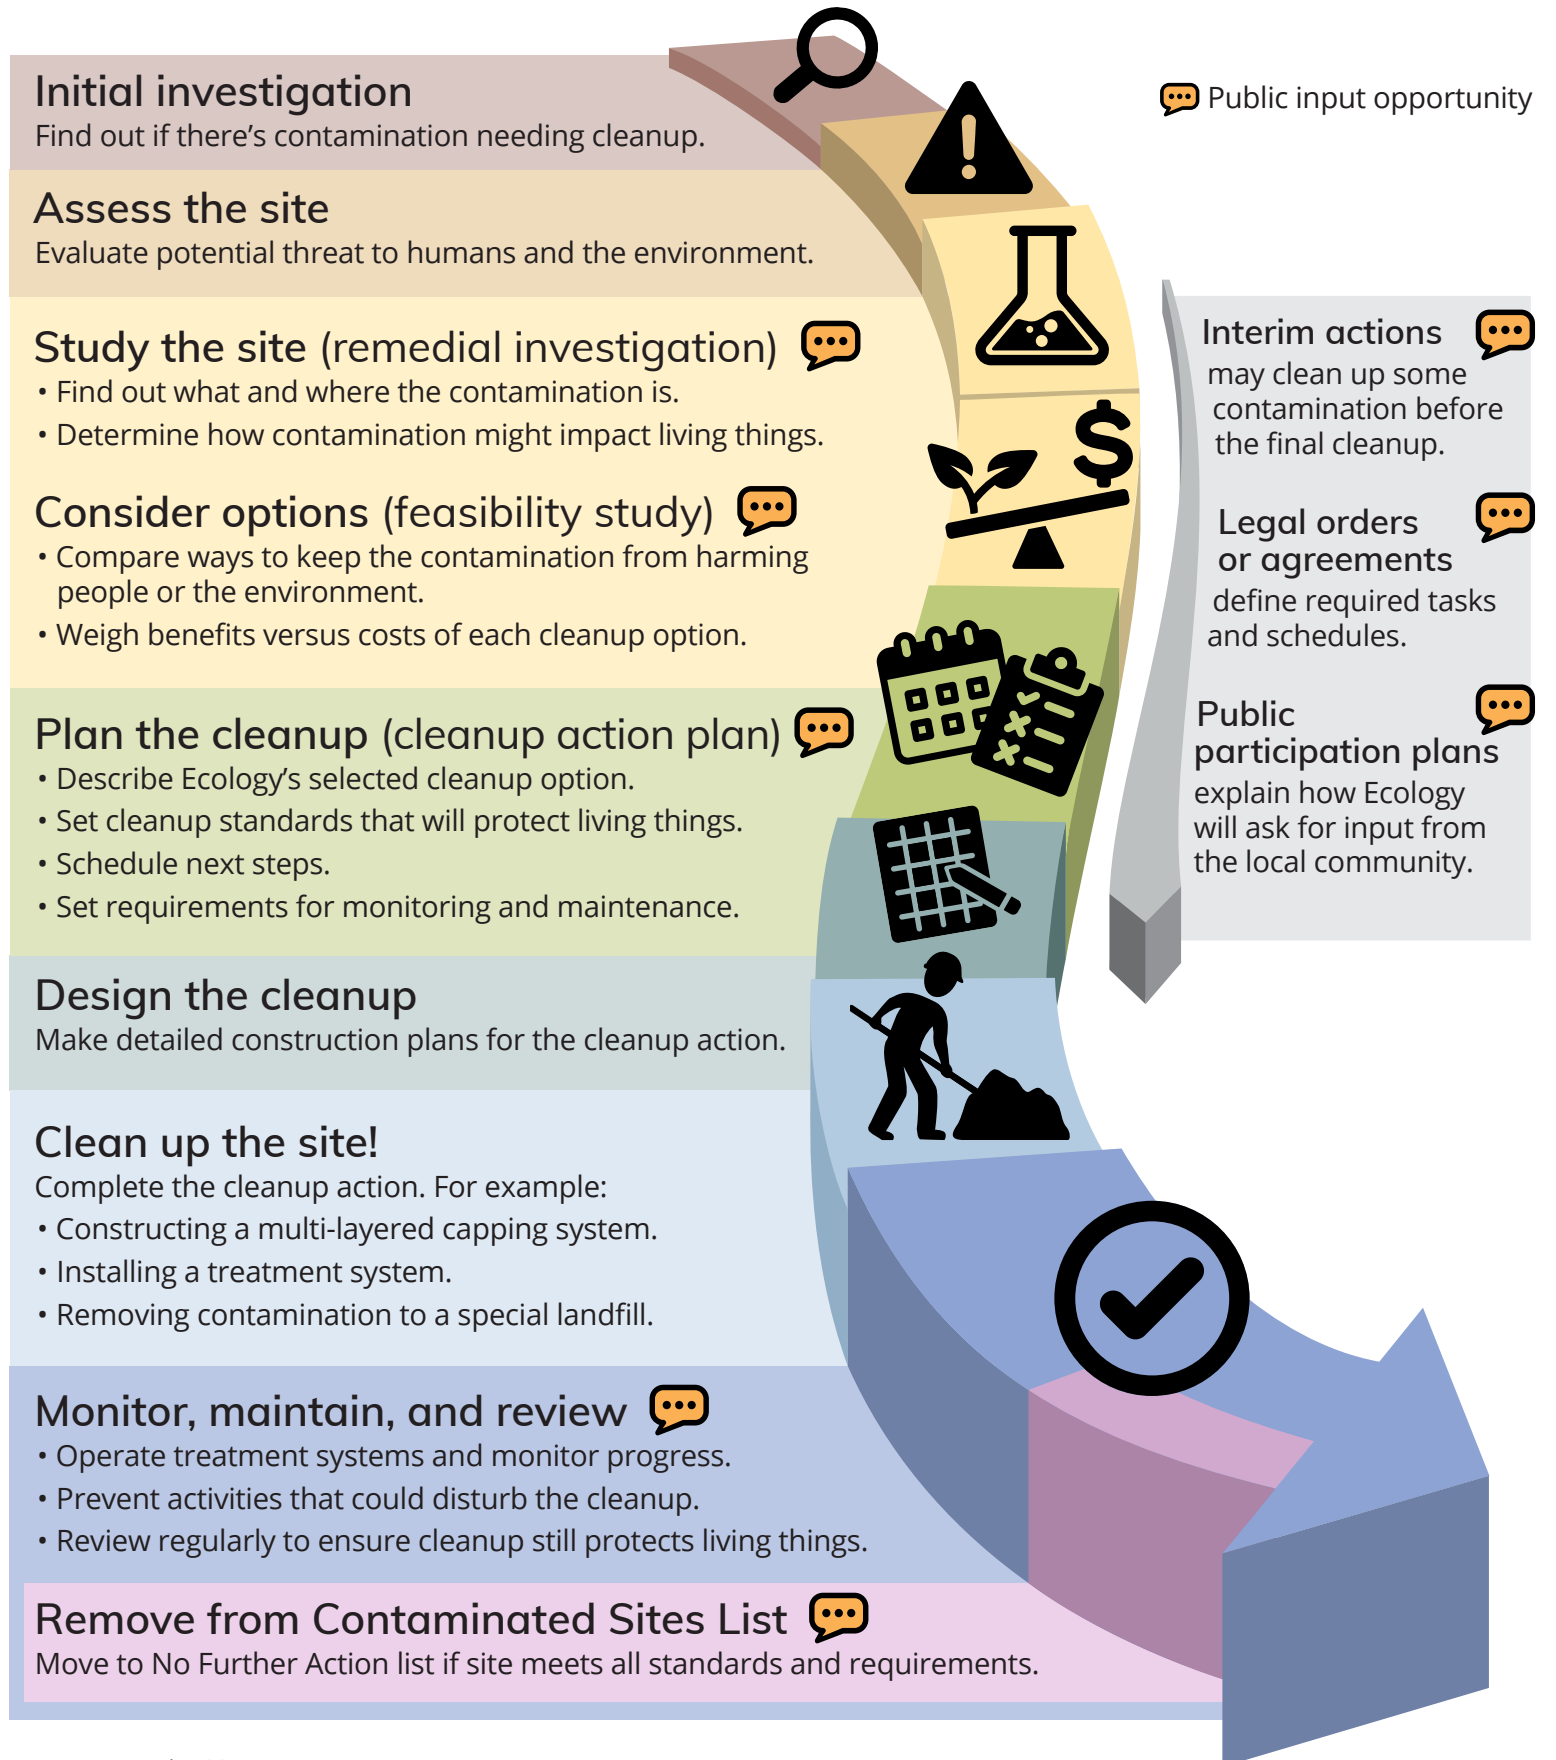 Initial investigation
Find out if there’s contamination needing cleanup.
Public input opportunity
Assess the site
Evaluate potential threat to humans and the environment.
Study the site (remedial investigation)
• Find out what and where the contamination is.
• Determine how contamination might impact living things.
Consider options (feasibility study)
• Compare ways to keep the contamination from harming
people or the environment.
• Weigh benefits versus costs of each cleanup option.
Plan the cleanup (cleanup action plan)
• Describe Ecology’s selected cleanup option.
• Set cleanup standards that will protect living things.
• Schedule next steps.
• Set requirements for monitoring and maintenance.
Design the cleanup
Make detailed construction plans for the cleanup action.
Clean up the site!
Complete the cleanup action. For example:
• Constructing a multi-layered capping system.
• Installing a treatment system.
• Removing contamination to a special landfill.
Monitor, maintain, and review
• Operate treatment systems and monitor progress.
• Prevent activities that could disturb the cleanup.
• Review regularly to ensure cleanup still protects living things.
Remove from Contaminated Sites List
Move to No Further Action list if site meets all standards and requirements.
Interim actions
may clean up some
contamination before
the final cleanup.
Legal orders
or agreements
define required tasks
and schedules.
Public
participation plans
explain how Ecology
will ask for input from
the local community.
$